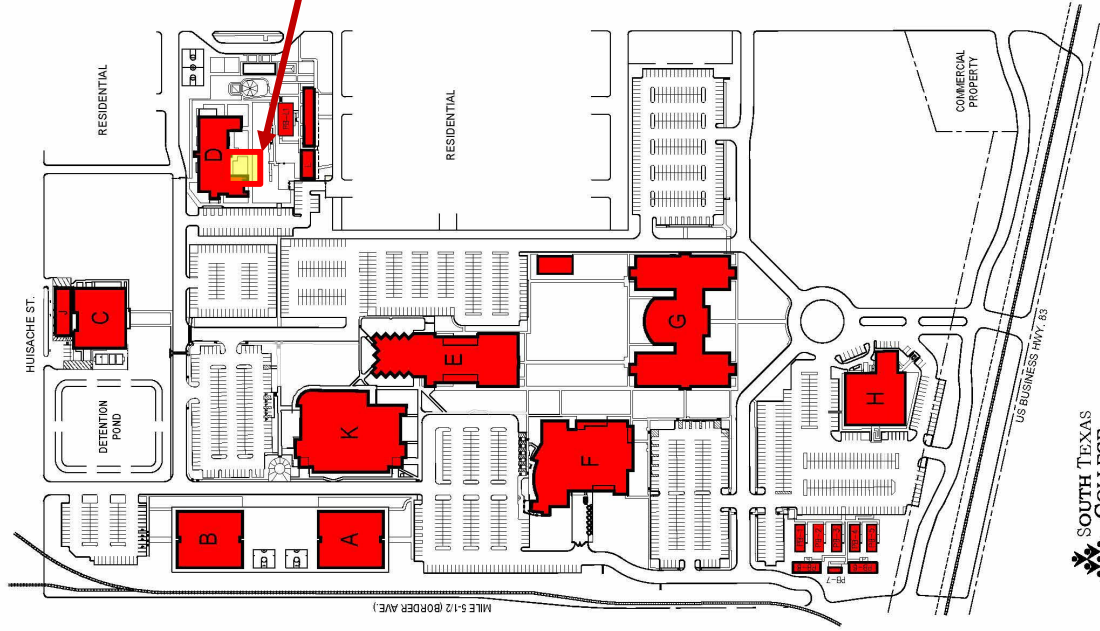 RESIDENTIAL
RESIDENTIAL
COMMERCIAL
PROPERTY
D
HUISACHE ST.
J
C
DETENTION
POND
E
G
K
F
H
B
A
PB-7
US BUSINESS HWY. 83
MILE 5-1/2 (BORDER AVE.)
SOUTH TEXAS
COLLEGE